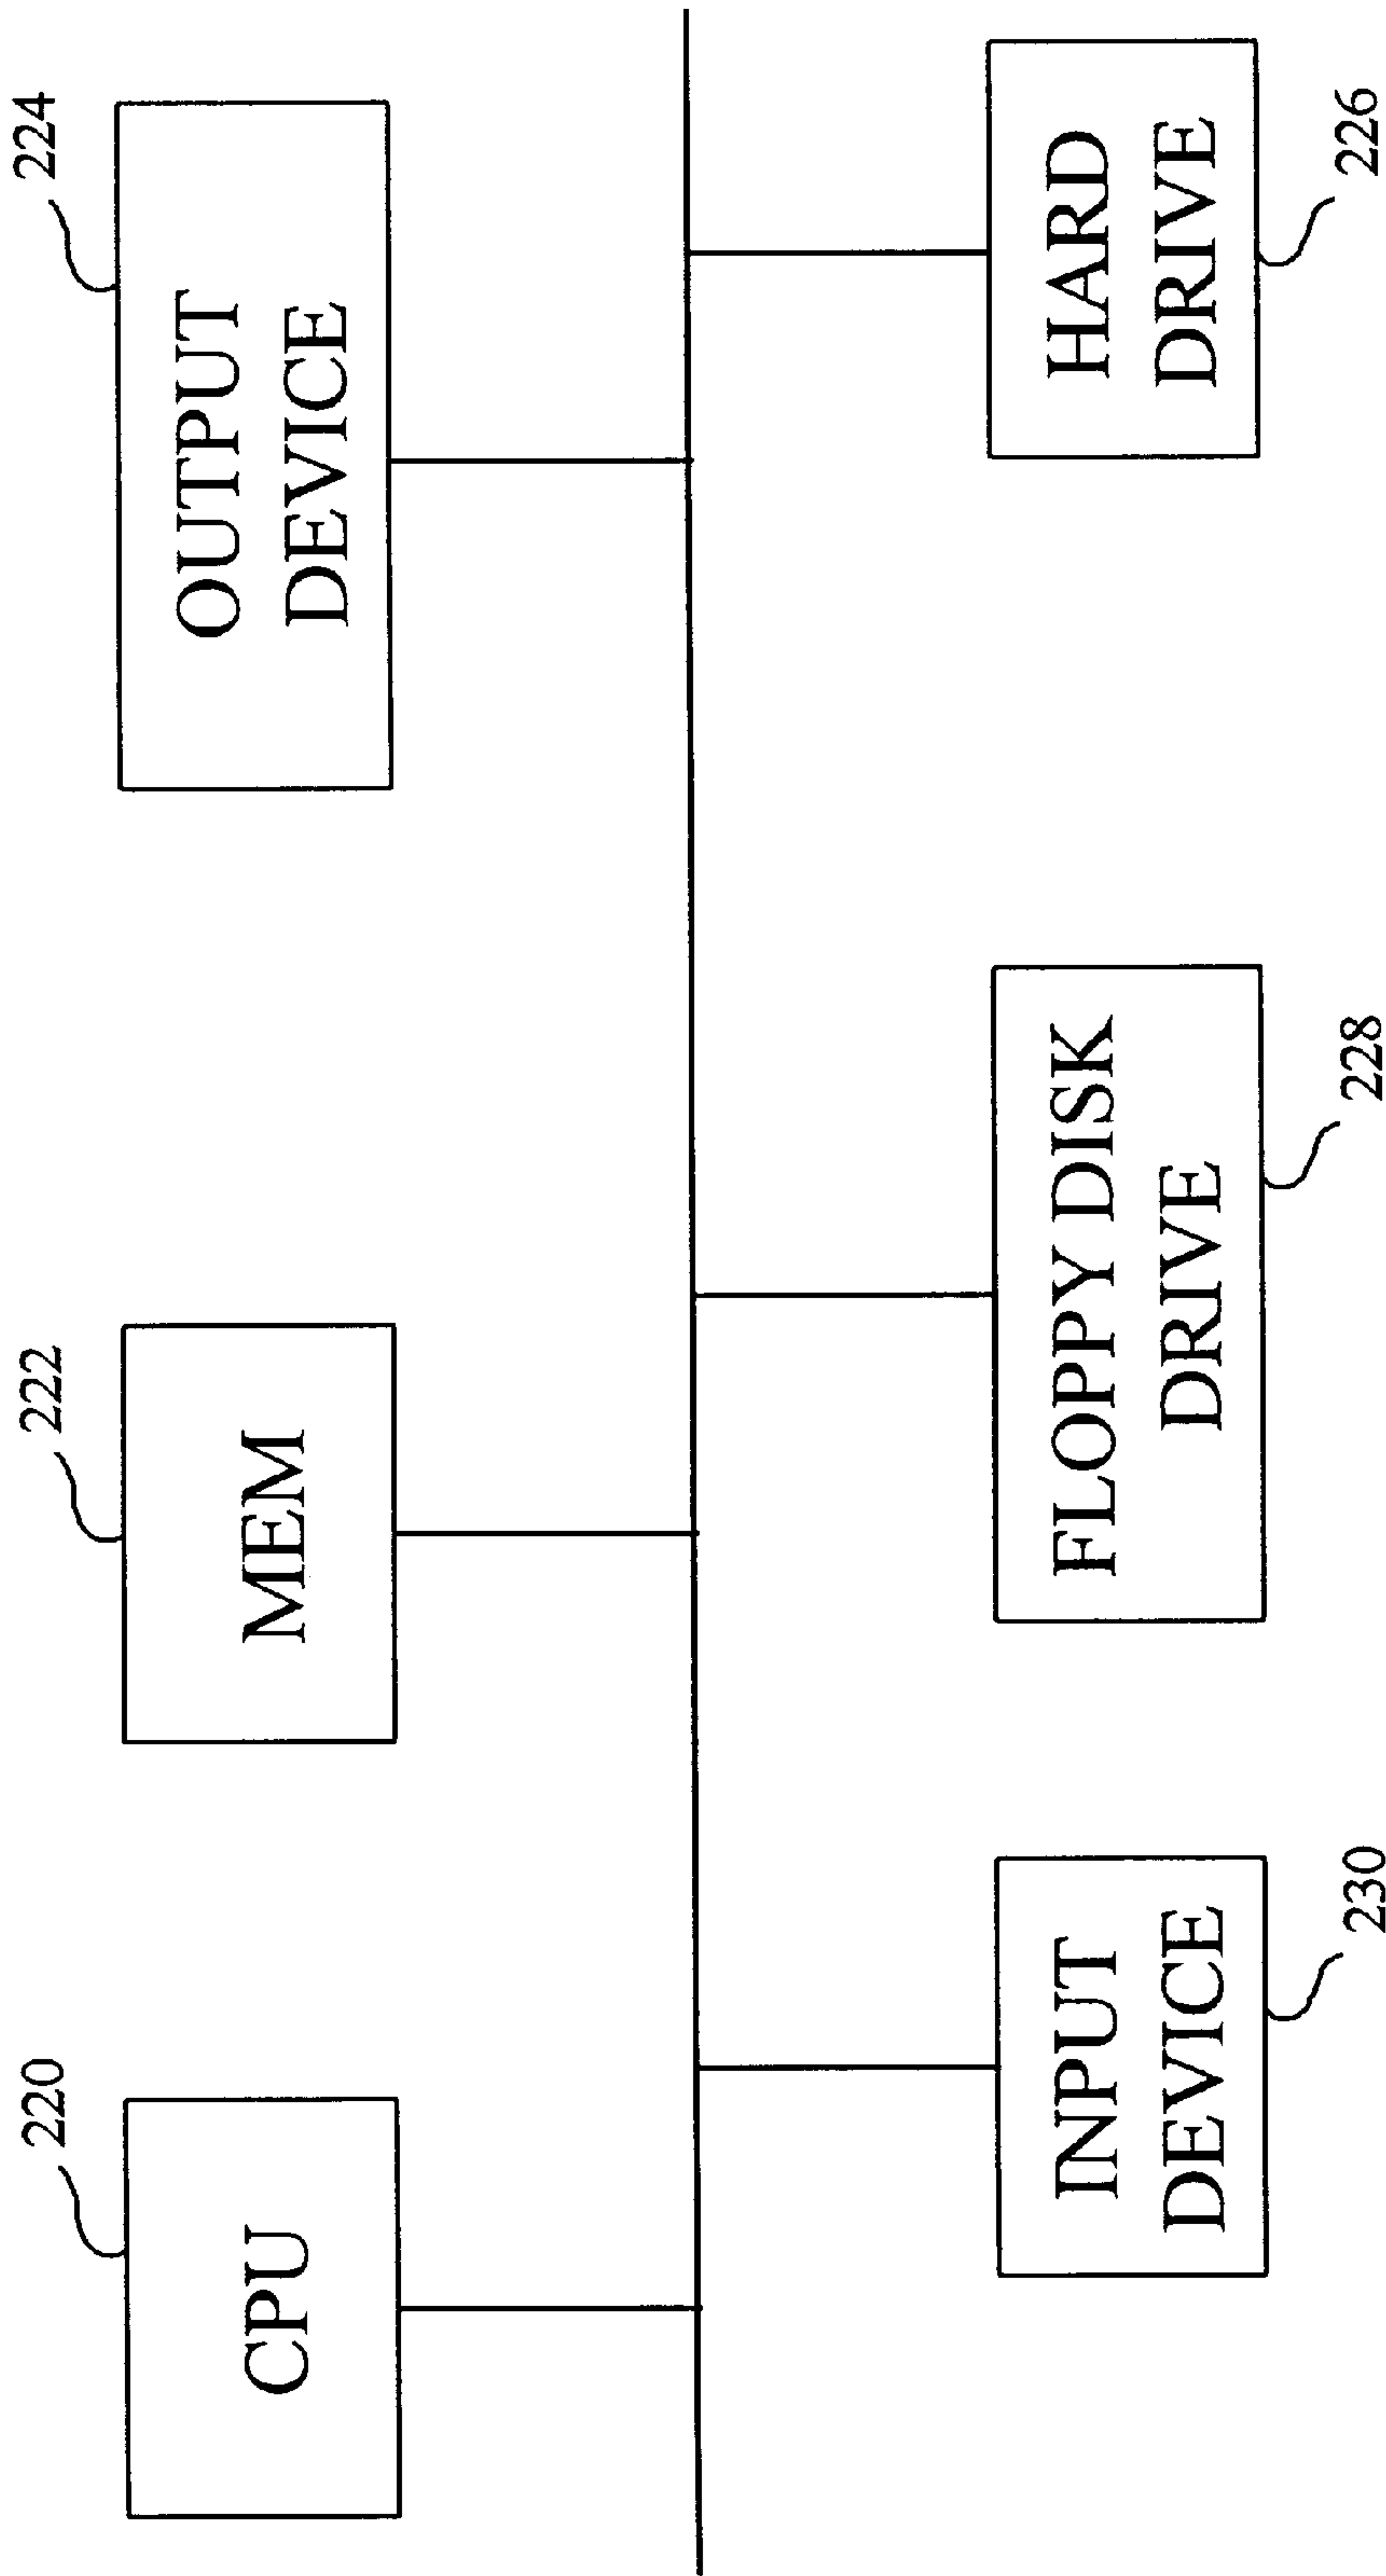 220
CPU
222
MEM
224
OUTPUT
DEVICE
230
INPUT
DEVICE
228
FLOPPY DISK
DRIVE
226
HARD
DRIVE